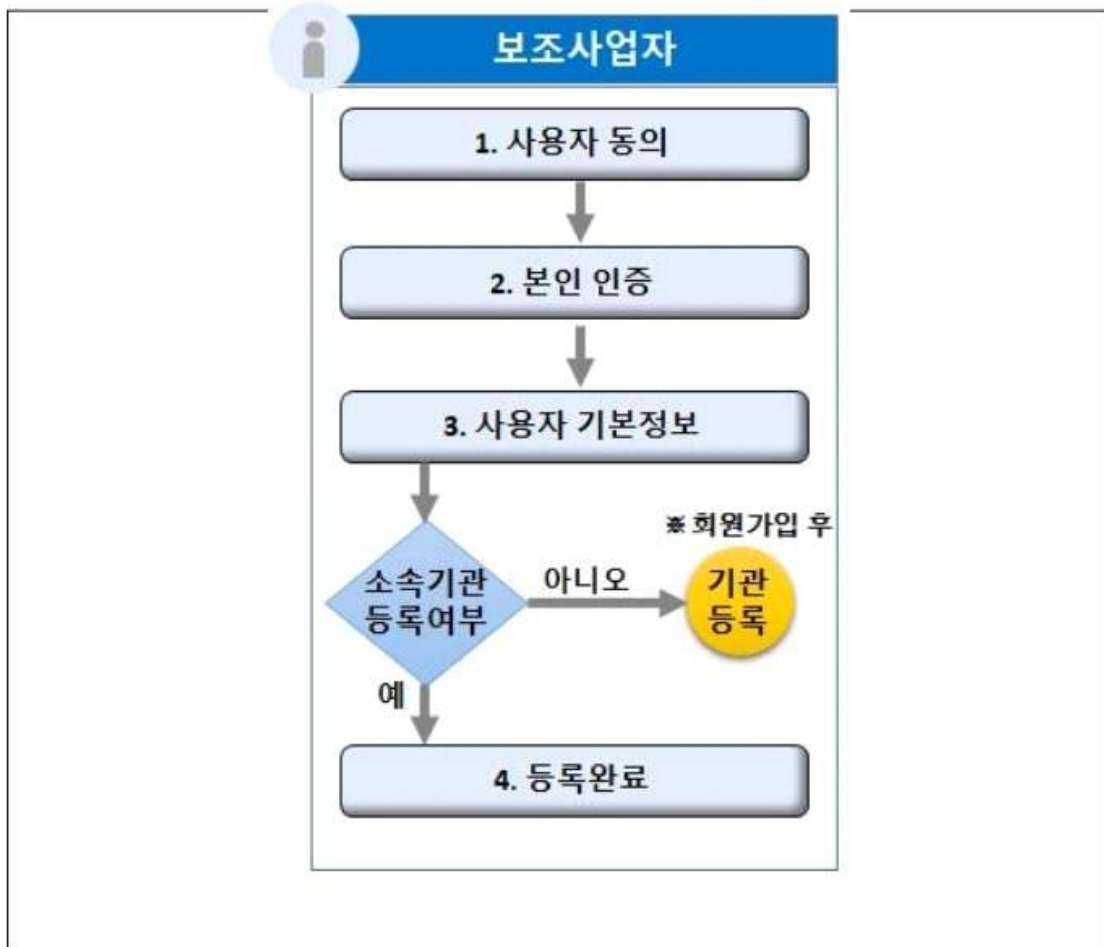 보조사업자
1. 사용자 동의
2. 본인 인증
3. 사용자 기본정보
※ 회원가입 후
소속기관
등록여부
아니오
기관
등록
예
4. 등록완료